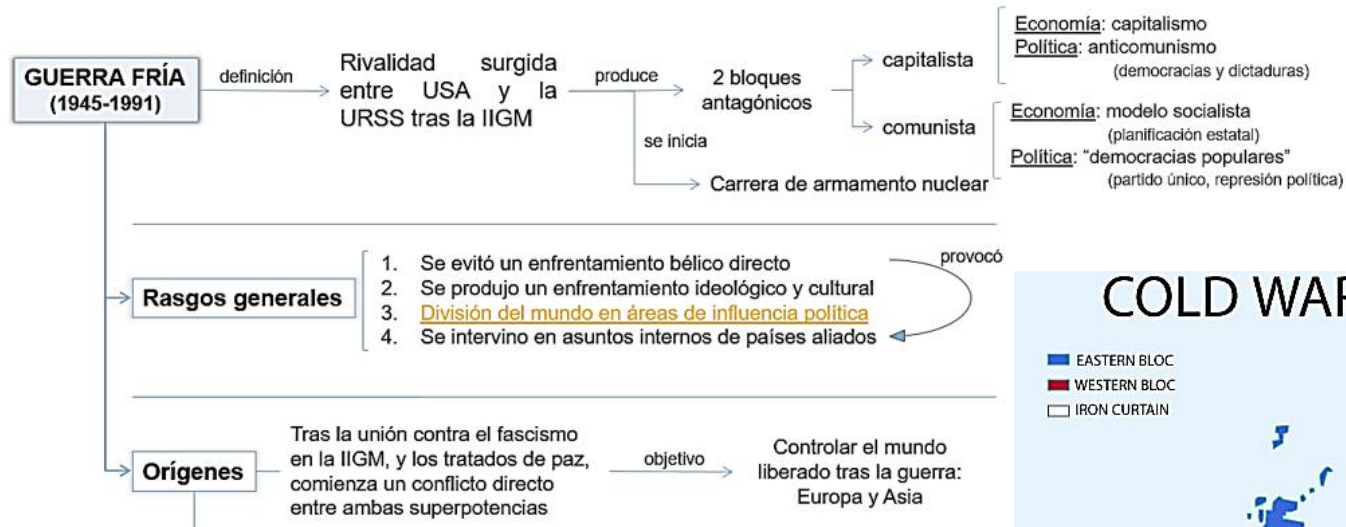 GUERRA FRÍA
(1945-1991)
definición
Rivalidad surgida
entre USA y la
URSS tras la IIGM
produce
2 bloques
antagónicos
capitalista
Economía: capitalismo
Política: anticomunismo
(democracias y dictaduras)
comunista
Economía: modelo socialista
(planificación estatal)
Política: “democracias populares”
(partido único, represión política)
se inicia
Carrera de armamento nuclear
Rasgos generales
1. Se evitó un enfrentamiento bélico directo
2. Se produjo un enfrentamiento ideológico y cultural
3. División del mundo en áreas de influencia política
4. Se intervino en asuntos internos de países aliados
provocó
COLD WAR
EASTERN BLOC
WESTERN BLOC
IRON CURTAIN
Orígenes
Tras la unión contra el fascismo
en la IIGM, y los tratados de paz,
comienza un conflicto directo
entre ambas superpotencias
objetivo
Controlar el mundo
liberado tras la guerra:
Europa y Asia